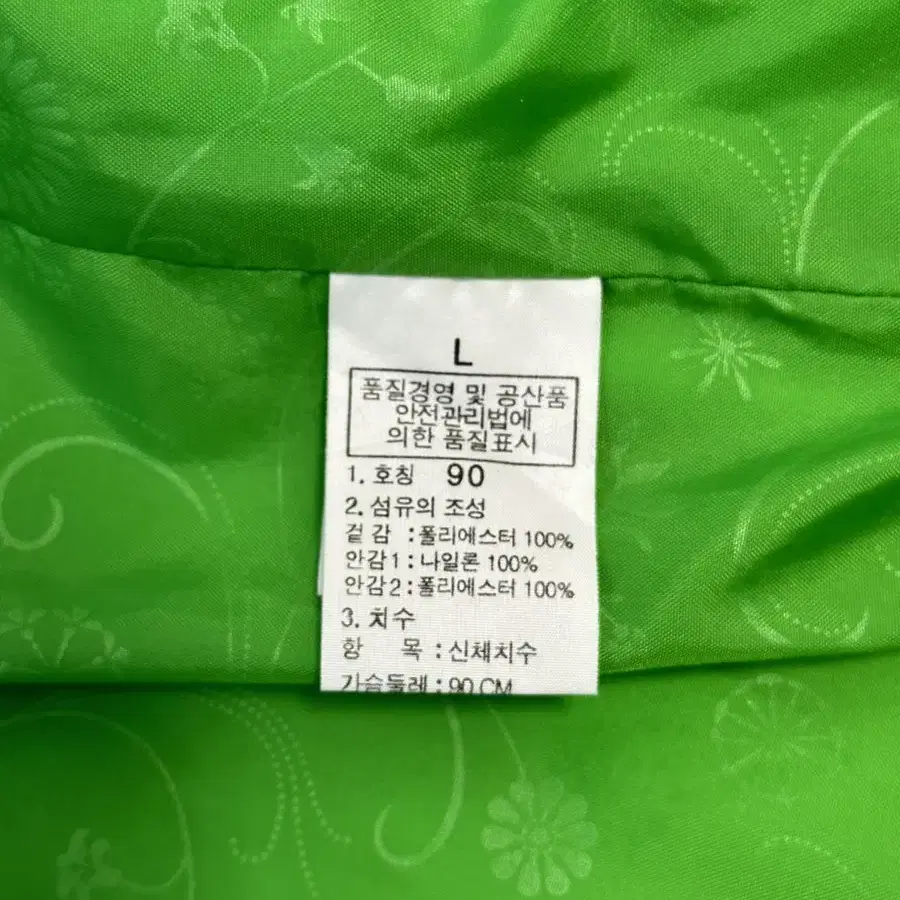 L
품질경영 및 공산품
안전관리법에
의한 품질표시
1. 호칭 90
2. 섬유의 조성
겉 감 : 폴리에스터 100%
안감1 : 나일론 100%
안감2 : 폴리에스터 100%
3. 치수
항 목 : 신체치수
가슴둘레 : 90 CM